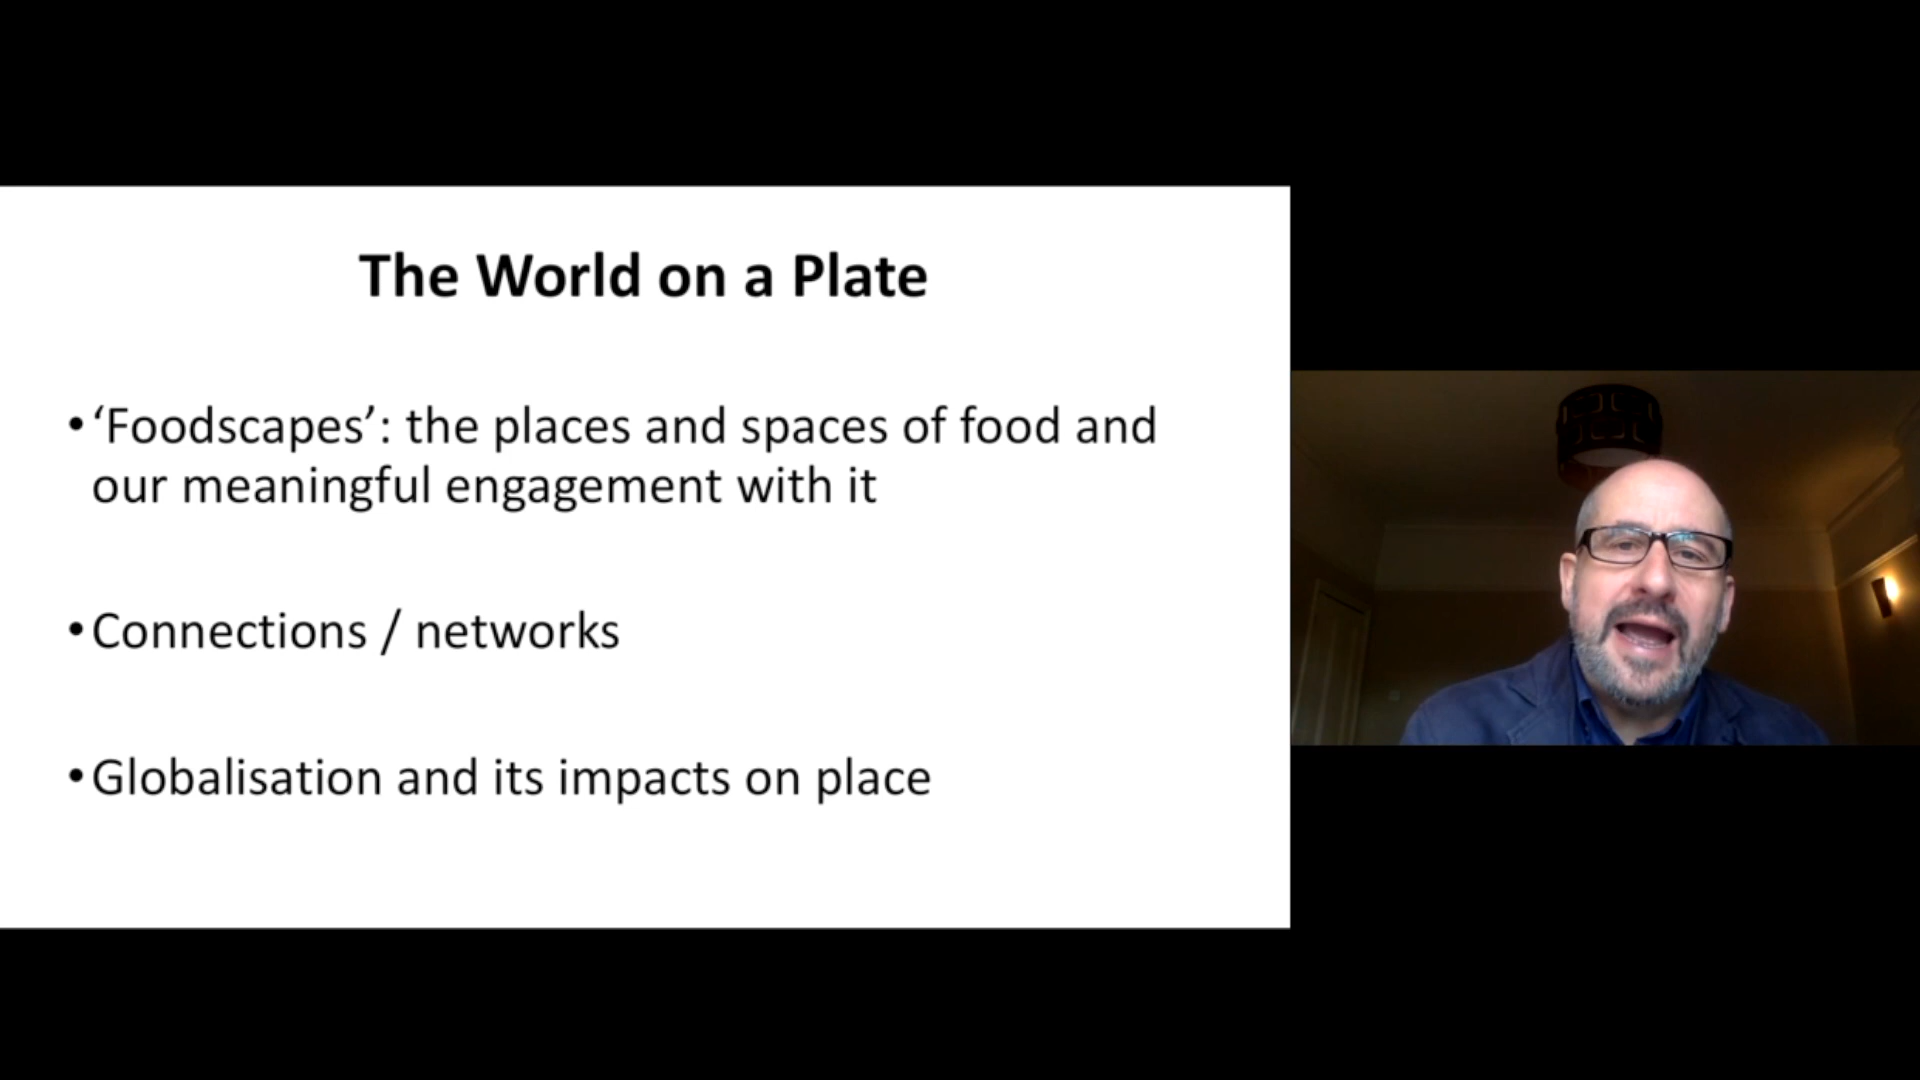 The World on a Plate
•‘Foodscapes’: the places and spaces of food and
our meaningful engagement with it
•Connections / networks
•Globalisation and its impacts on place